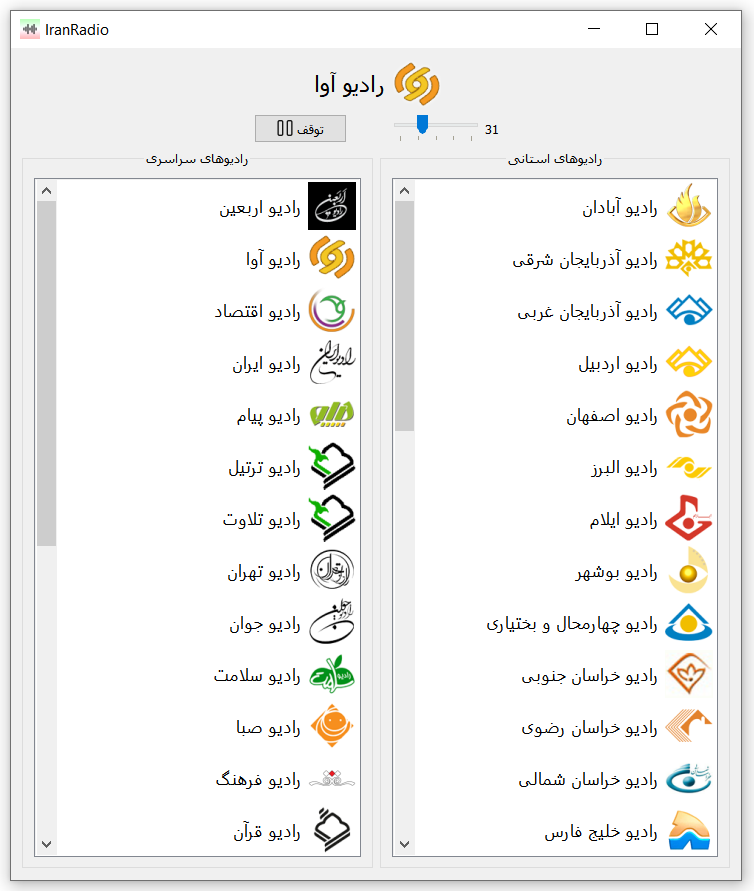 IranRadio
رادیو آوا
توقف
31
رادیوهای استانی
رادیو آبادان
رادیو آذربایجان شرقی
رادیو آذربایجان غربی
رادیو اردبیل
رادیو اصفهان
رادیو البرز
رادیو ایلام
رادیو بوشهر
رادیو چهارمحال و بختیاری
رادیو خراسان جنوبی
رادیو خراسان رضوی
رادیو خراسان شمالی
رادیو خلیج فارس
رادیوهای سراسری
رادیو اربعین
رادیو آوا
رادیو اقتصاد
رادیو ایران
رادیو پیام
رادیو ترتیل
رادیو تلاوت
رادیو تهران
رادیو جوان
رادیو سلامت
رادیو صبا
رادیو فرهنگ
رادیو قرآن